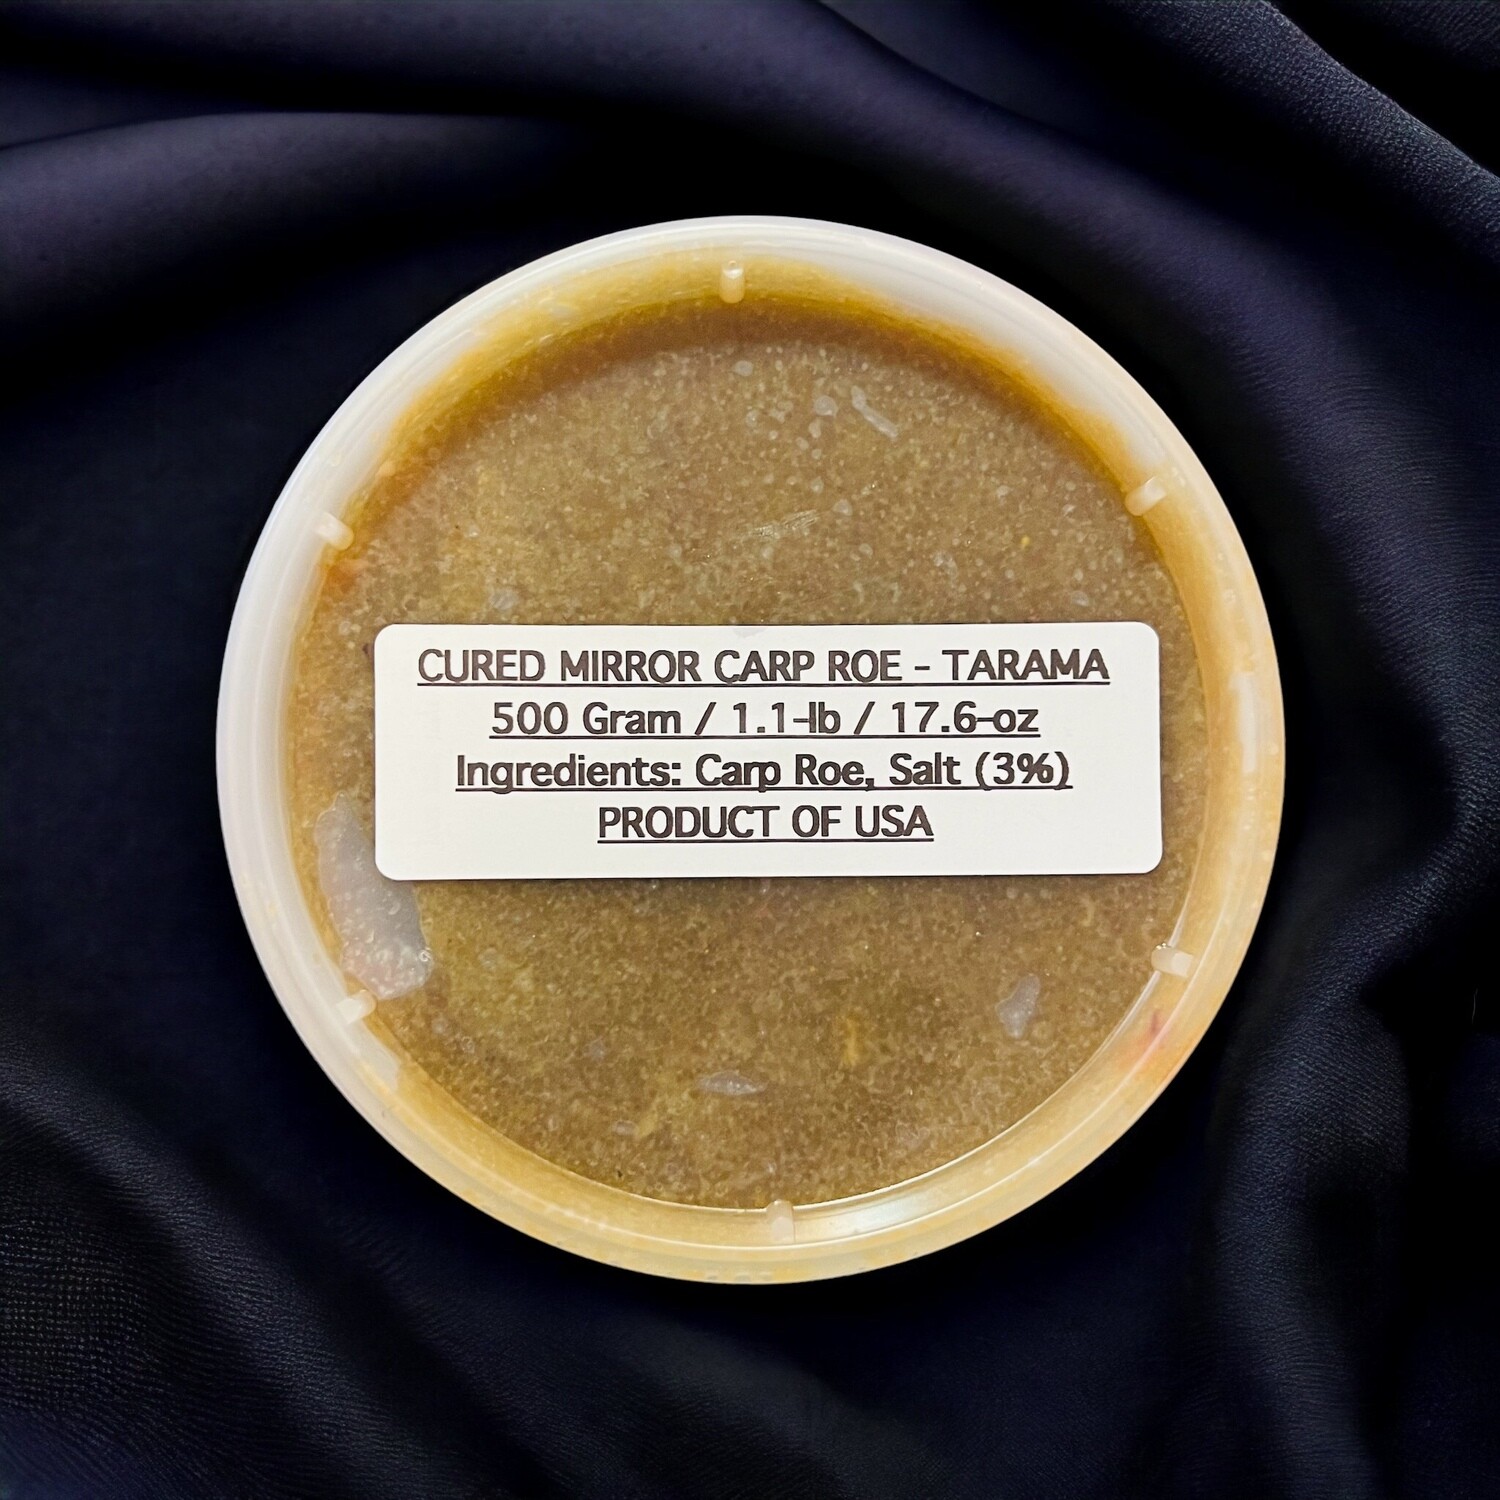 CURED MIRROR CARP ROE - TARAMA
500 Gram / 1.1-lb / 17.6-oz
Ingredients: Carp Roe, Salt (3%)
PRODUCT OF USA